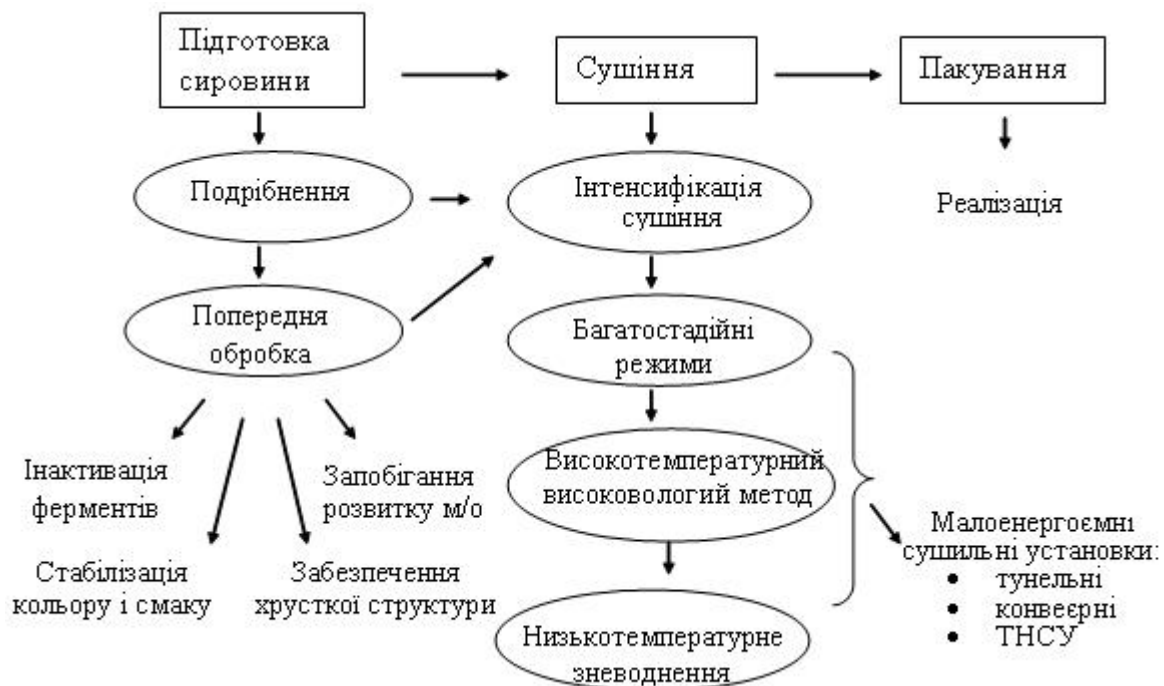 Підготовка
сировини
Сушіння
Пакування
Подрібнення
Інтенсифікація
сушіння
Реалізація
Попередня
обробка
Багатостадійні
режими
Інактивація
ферментів
Запобігання
розвитку м/о
Високотемпературний
високовологий метод
Стабілізація
кольору і смаку
Забезпечення
хрусткої структури
Малоенергоємні
сушильні установки:
• тунельні
• конвеєрні
• ТНСУ
Низькотемпературне
зневоднення